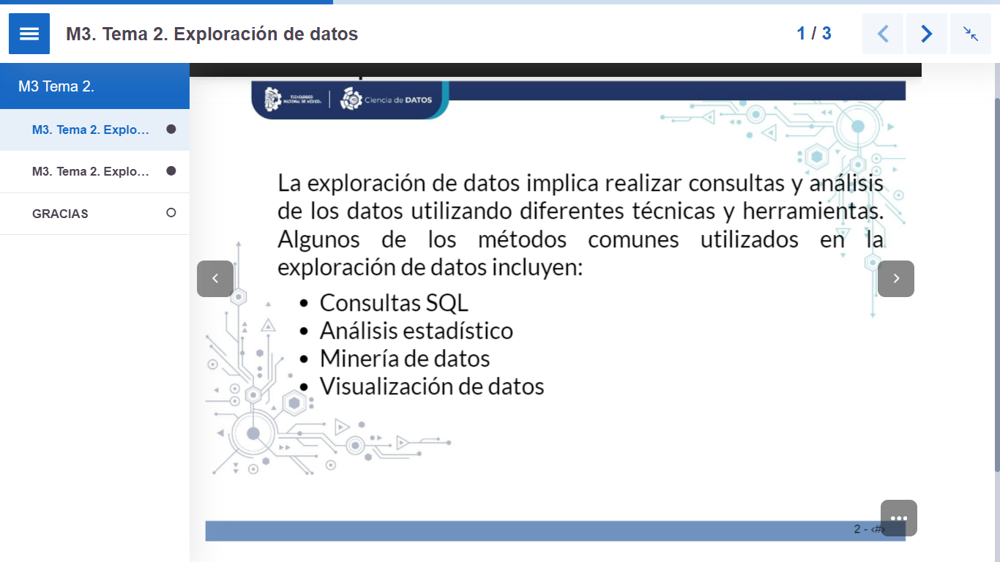 M3. Tema 2. Exploración de datos
1 / 3
M3 Tema 2.
M3. Tema 2. Explo...
M3. Tema 2. Explo...
GRACIAS
TECNOLÓGICO
NACIONAL DE MÉXICO®
Ciencia de DATOS
La exploración de datos implica realizar consultas y análisis
de los datos utilizando diferentes técnicas y herramientas.
Algunos de los métodos comunes utilizados en la
exploración de datos incluyen:
• Consultas SQL
• Análisis estadístico
• Minería de datos
• Visualización de datos
2 - ‹#›